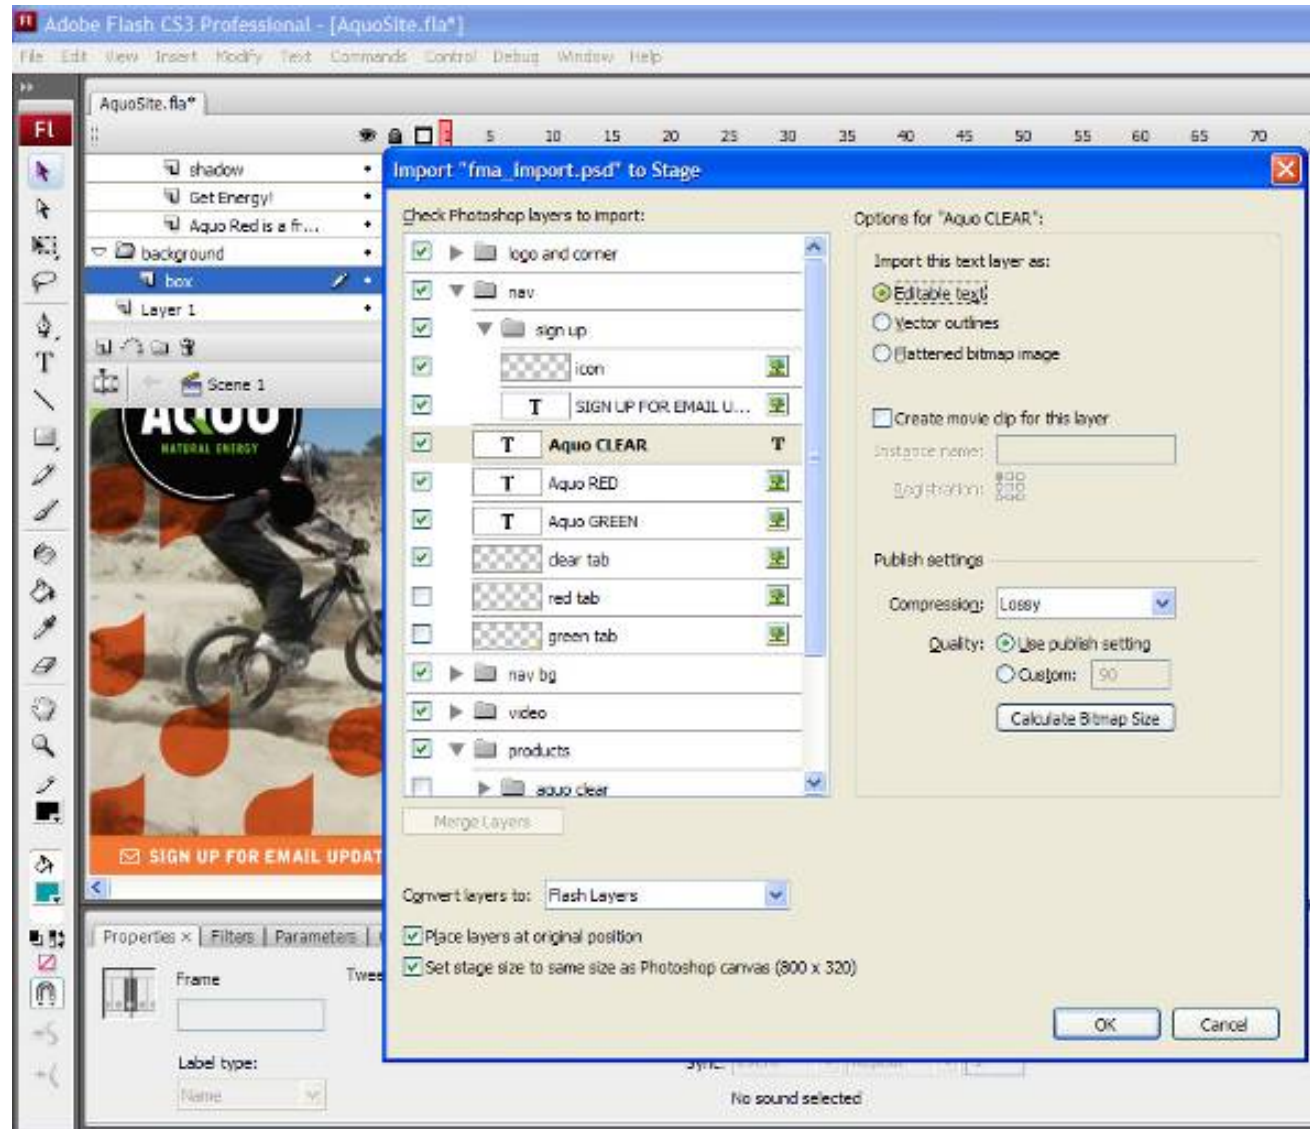 Adobe Flash CS3 Professional - [AquoSite.fla*]
File Edit View Insert Modify Text Commands Control Debug Window Help
AquoSite.fla*
Fl
1 5 10 15 20 25 30 35 40 45 50 55 60 65 70
shadow
Get Energy!
Aquo Red is a fr...
background
box
Layer 1
Scene 1
AQUO
NATURAL ENERGY
SIGN UP FOR EMAIL UPDAT
Import "fma_import.psd" to Stage
Check Photoshop layers to import:
logo and corner
nav
sign up
icon
T SIGN UP FOR EMAIL U...
T Aquo CLEAR T
T Aquo RED
T Aquo GREEN
clear tab
red tab
green tab
nav bg
video
products
aquo clear
Merge Layers
Options for "Aquo CLEAR":
Import this text layer as:
Editable text
Vector outlines
Flattened bitmap image
Create movie clip for this layer
Instance name:
Registration:
Publish settings
Compression: Lossy
Quality: Use publish setting
Custom: 90
Calculate Bitmap Size
Convert layers to: Flash Layers
Place layers at original position
Set stage size to same size as Photoshop canvas (800 x 320)
OK Cancel
Properties × Filters Parameters
Frame
Twee
Label type:
Name
Sync:
No sound selected